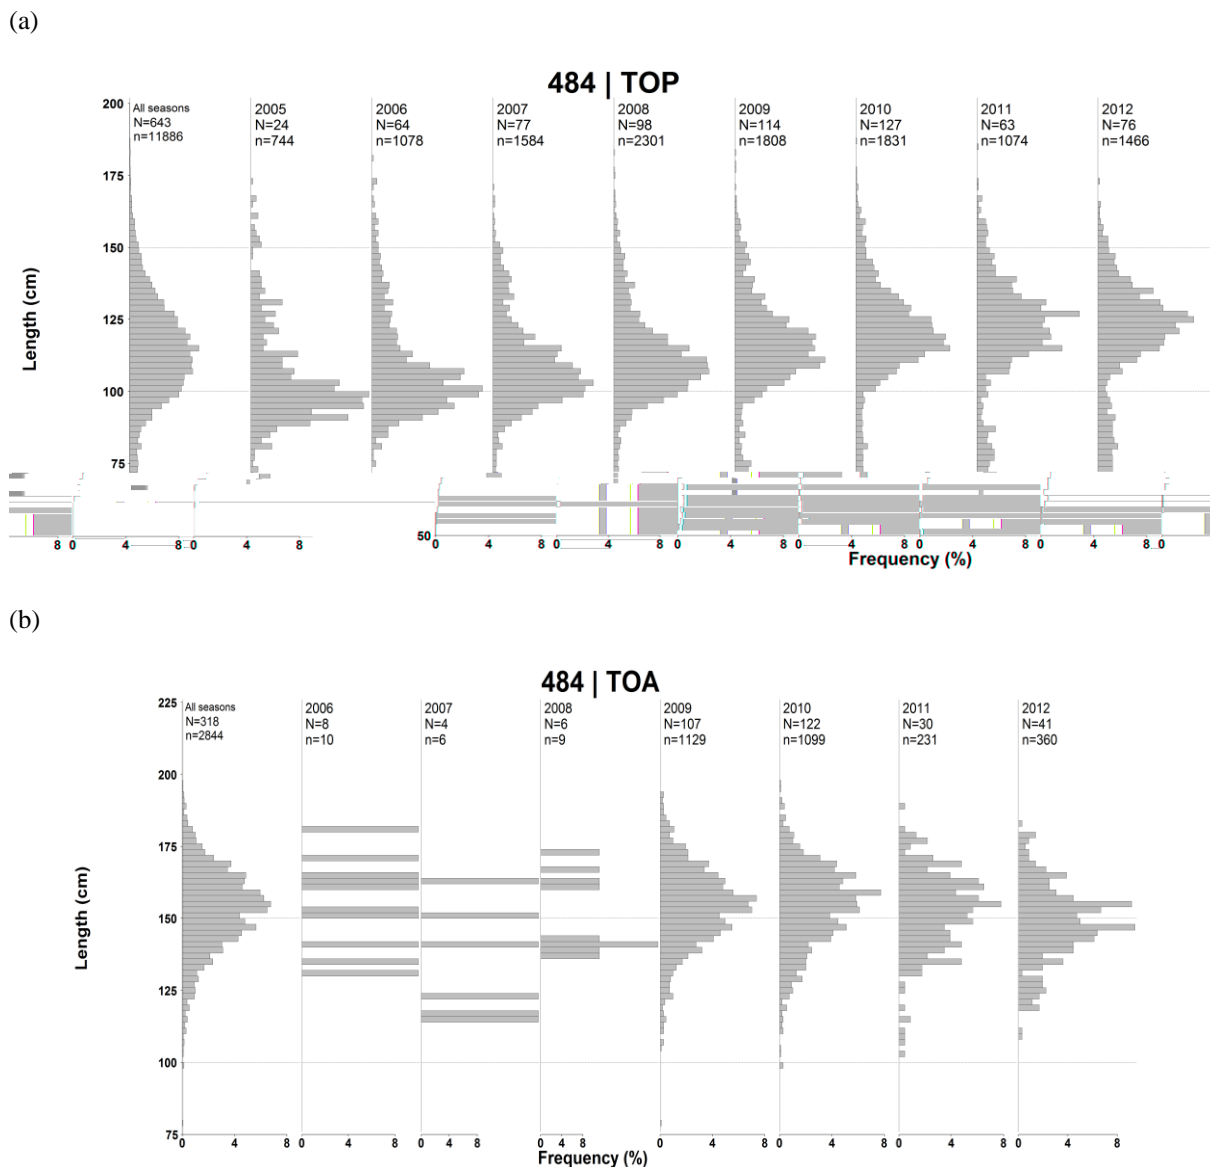 (a)
484 | TOP
200
175
150
125
100
75
50
Length (cm)
All seasons
N=643
n=11886
2005
N=24
n=744
2006
N=64
n=1078
2007
N=77
n=1584
2008
N=98
n=2301
2009
N=114
n=1808
2010
N=127
n=1831
2011
N=63
n=1074
2012
N=76
n=1466
8 0 4 8 0 4 8 0 4 8 0 4 8 0 4 8 0 4 8 0 4 8 0 4 8 0 4 8 0
Frequency (%)
(b)
484 | TOA
225
200
175
150
125
100
75
Length (cm)
All seasons
N=318
n=2844
2006
N=8
n=10
2007
N=4
n=6
2008
N=6
n=9
2009
N=107
n=1129
2010
N=122
n=1099
2011
N=30
n=231
2012
N=41
n=360
0 4 8 0 4 8 0 4 8 0 4 8 0 4 8 0 4 8 0 4 8 0 4 8
Frequency (%)